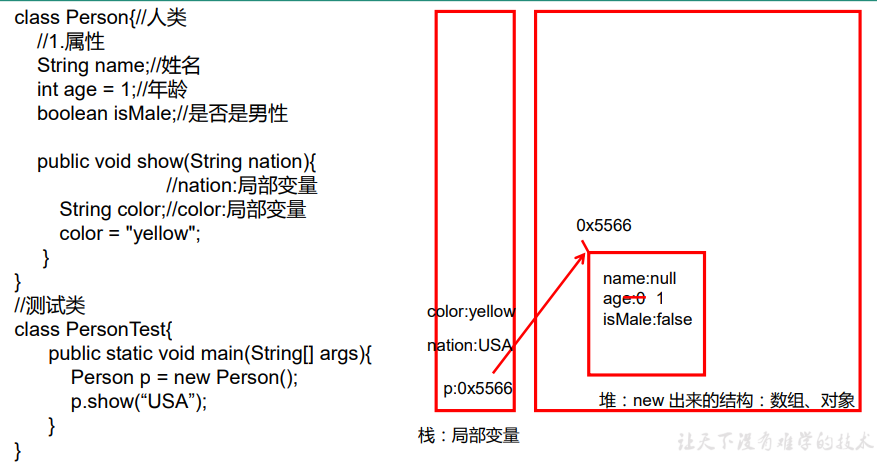 class Person{//人类
//1.属性
String name;//姓名
int age = 1;//年龄
boolean isMale;//是否是男性
public void show(String nation){
//nation:局部变量
String color;//color:局部变量
color = "yellow";
}
}
//测试类
class PersonTest{
public static void main(String[] args){
Person p = new Person();
p.show(“USA”);
}
}
color:yellow
nation:USA
p:0x5566
栈：局部变量
0x5566
name:null
age:0 1
isMale:false
堆：new 出来的结构：数组、对象
让天下没有难学的技术